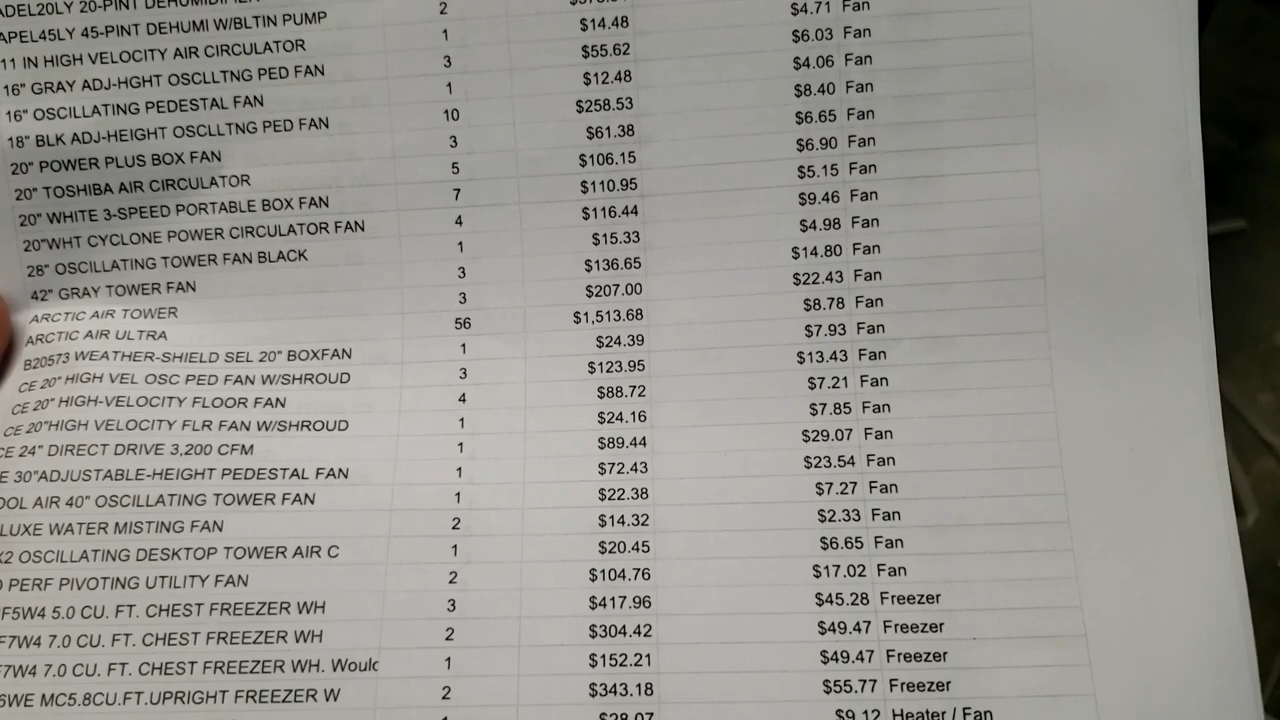 ADEL20LY 20-PINT DEHUMIDIFIER
APEL45LY 45-PINT DEHUMI W/BLTIN PUMP 2
11 IN HIGH VELOCITY AIR CIRCULATOR 1 $14.48 $4.71 Fan
16" GRAY ADJ-HGHT OSCLLTNG PED FAN 3 $55.62 $6.03 Fan
16" OSCILLATING PEDESTAL FAN 1 $12.48 $4.06 Fan
18" BLK ADJ-HEIGHT OSCLLTNG PED FAN 10 $258.53 $8.40 Fan
20" POWER PLUS BOX FAN 3 $61.38 $6.65 Fan
20" TOSHIBA AIR CIRCULATOR 5 $106.15 $6.90 Fan
20" WHITE 3-SPEED PORTABLE BOX FAN 7 $110.95 $5.15 Fan
20"WHT CYCLONE POWER CIRCULATOR FAN 4 $116.44 $9.46 Fan
28" OSCILLATING TOWER FAN BLACK 1 $15.33 $4.98 Fan
42" GRAY TOWER FAN 3 $136.65 $14.80 Fan
ARCTIC AIR TOWER 3 $207.00 $22.43 Fan
ARCTIC AIR ULTRA 56 $1,513.68 $8.78 Fan
B20573 WEATHER-SHIELD SEL 20" BOXFAN 1 $24.39 $7.93 Fan
CE 20" HIGH VEL OSC PED FAN W/SHROUD 3 $123.95 $13.43 Fan
CE 20" HIGH-VELOCITY FLOOR FAN 4 $88.72 $7.21 Fan
CE 20"HIGH VELOCITY FLR FAN W/SHROUD 1 $24.16 $7.85 Fan
CE 24" DIRECT DRIVE 3,200 CFM 1 $89.44 $29.07 Fan
E 30"ADJUSTABLE-HEIGHT PEDESTAL FAN 1 $72.43 $23.54 Fan
OOL AIR 40" OSCILLATING TOWER FAN 1 $22.38 $7.27 Fan
LUXE WATER MISTING FAN 2 $14.32 $2.33 Fan
X2 OSCILLATING DESKTOP TOWER AIR C 1 $20.45 $6.65 Fan
PERF PIVOTING UTILITY FAN 2 $104.76 $17.02 Fan
F5W4 5.0 CU. FT. CHEST FREEZER WH 3 $417.96 $45.28 Freezer
F7W4 7.0 CU. FT. CHEST FREEZER WH 2 $304.42 $49.47 Freezer
F7W4 7.0 CU. FT. CHEST FREEZER WH. Would 1 $152.21 $49.47 Freezer
6WE MC5.8CU.FT.UPRIGHT FREEZER W 2 $343.18 $55.77 Freezer
$28.07 $9.12 Heater / Fan